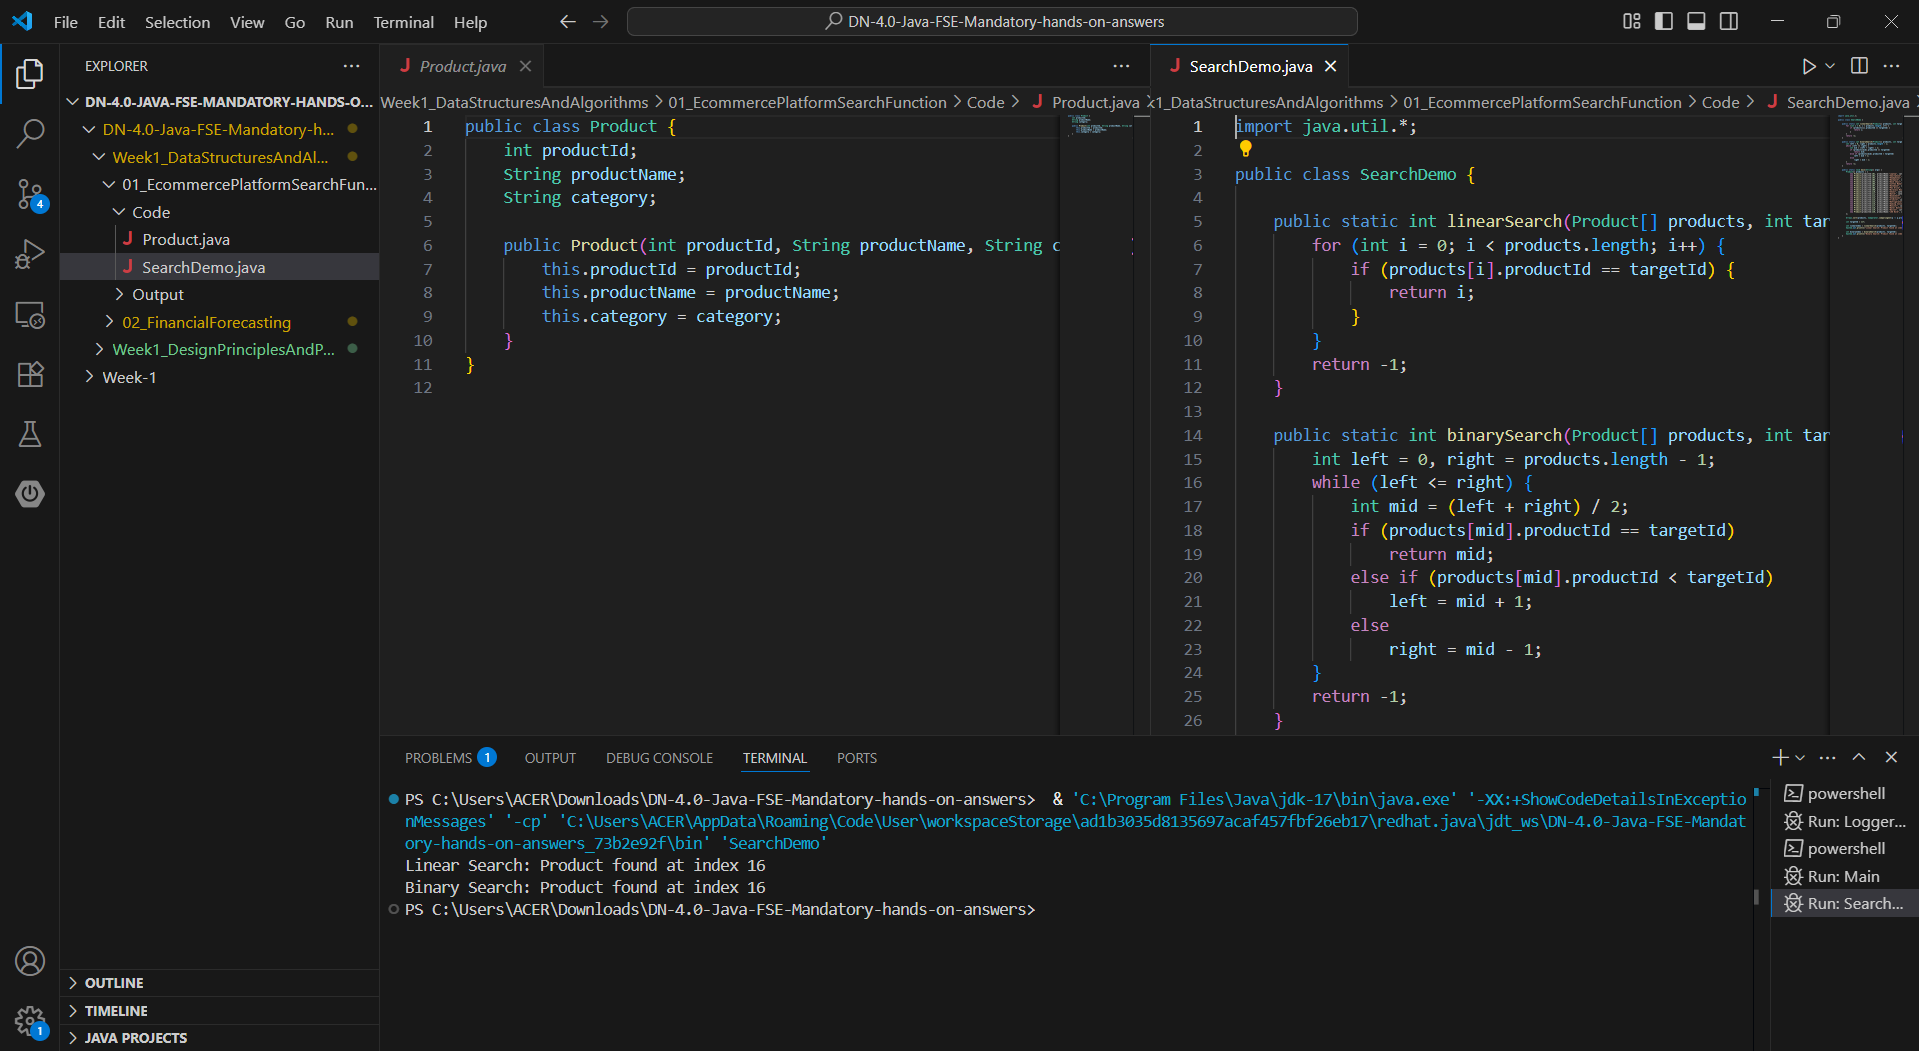 File Edit Selection View Go Run Terminal Help
DN-4.0-Java-FSE-Mandatory-hands-on-answers
EXPLORER
DN-4.0-JAVA-FSE-MANDATORY-HANDS-O...
DN-4.0-Java-FSE-Mandatory-h...
Week1_DataStructuresAndAl...
01_EcommercePlatformSearchFun...
Code
Product.java
SearchDemo.java
Output
02_FinancialForecasting
Week1_DesignPrinciplesAndP...
Week-1
4
OUTLINE
TIMELINE
JAVA PROJECTS
1
Product.java
Week1_DataStructuresAndAlgorithms > 01_EcommercePlatformSearchFunction > Code > Product.java
1 public class Product {
2 int productId;
3 String productName;
4 String category;
5
6 public Product(int productId, String productName, String c
7 this.productId = productId;
8 this.productName = productName;
9 this.category = category;
10 }
11 }
12
SearchDemo.java
1_DataStructuresAndAlgorithms > 01_EcommercePlatformSearchFunction > Code > SearchDemo.java
1 import java.util.*;
2
3 public class SearchDemo {
4
5 public static int linearSearch(Product[] products, int tar
6 for (int i = 0; i < products.length; i++) {
7 if (products[i].productId == targetId) {
8 return i;
9 }
10 }
11 return -1;
12 }
13
14 public static int binarySearch(Product[] products, int tar
15 int left = 0, right = products.length - 1;
16 while (left <= right) {
17 int mid = (left + right) / 2;
18 if (products[mid].productId == targetId)
19 return mid;
20 else if (products[mid].productId < targetId)
21 left = mid + 1;
22 else
23 right = mid - 1;
24 }
25 return -1;
26 }
PROBLEMS 1 OUTPUT DEBUG CONSOLE TERMINAL PORTS
PS C:\Users\ACER\Downloads\DN-4.0-Java-FSE-Mandatory-hands-on-answers> & 'C:\Program Files\Java\jdk-17\bin\java.exe' '-XX:+ShowCodeDetailsInExceptio
nMessages' '-cp' 'C:\Users\ACER\AppData\Roaming\Code\User\workspaceStorage\ad1b3035d8135697acaf457fbf26eb17\redhat.java\jdt_ws\DN-4.0-Java-FSE-Mandat
ory-hands-on-answers_73b2e92f\bin' 'SearchDemo'
Linear Search: Product found at index 16
Binary Search: Product found at index 16
PS C:\Users\ACER\Downloads\DN-4.0-Java-FSE-Mandatory-hands-on-answers>
powershell
Run: Logger...
powershell
Run: Main
Run: Search...